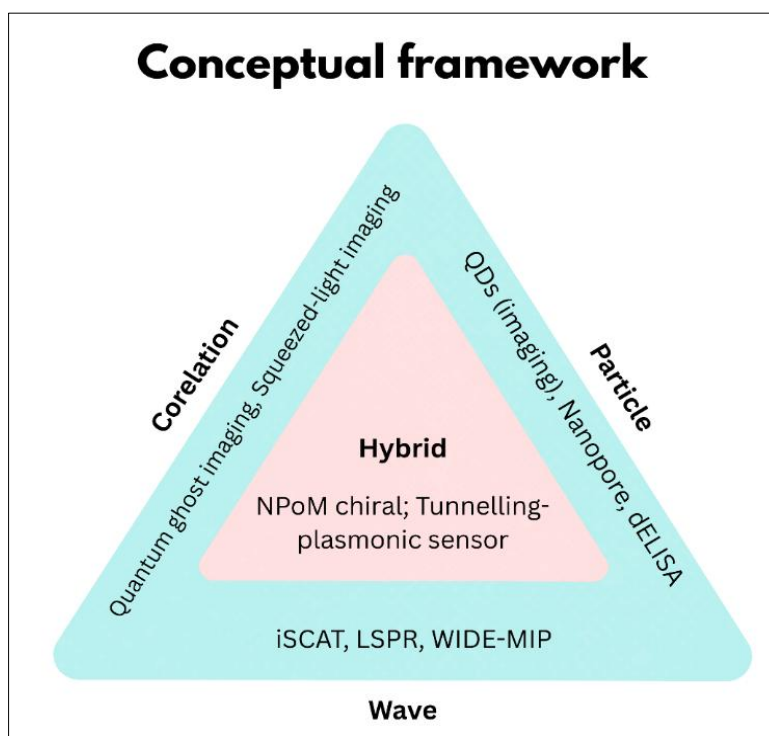 Conceptual framework
Corelation
Quantum ghost imaging, Squeezed-light imaging
QDs (imaging), Nanopore, dELISA
Particle
Hybrid
NPoM chiral; Tunnelling-
plasmonic sensor
iSCAT, LSPR, WIDE-MIP
Wave